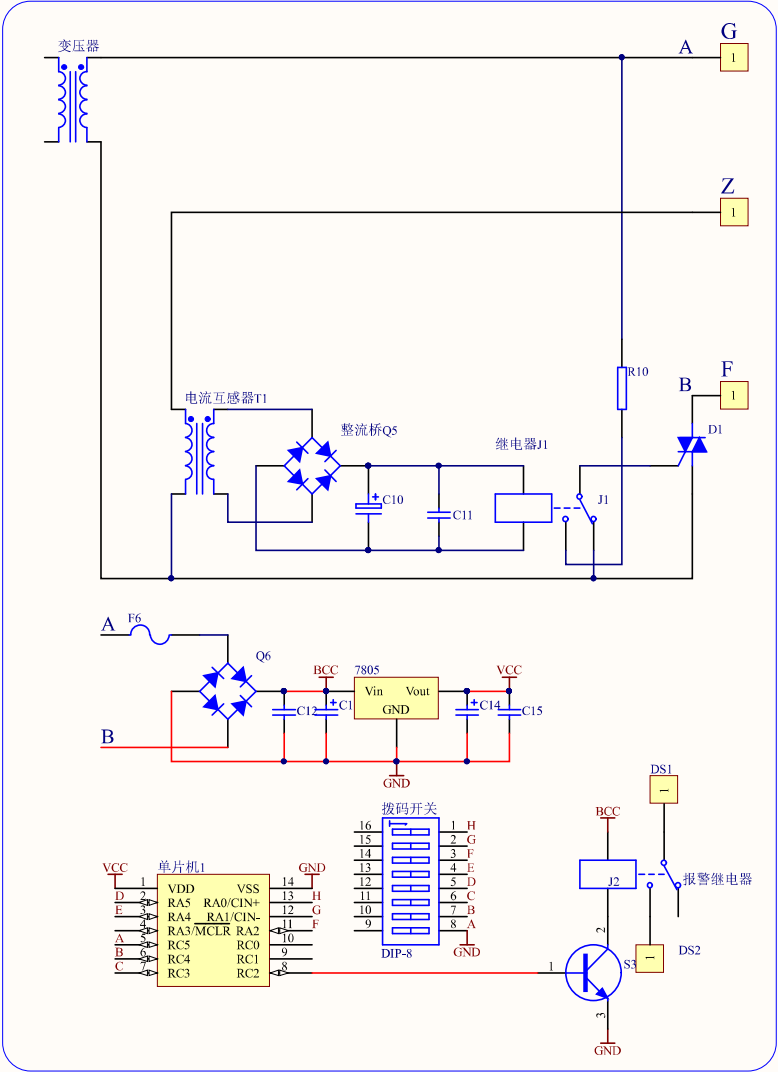 变压器
A
G
1
Z
1
R10
B
F
1
D1
电流互感器T1
整流桥Q5
继电器J1
J1
C10
C11
A
F6
Q6
BCC
7805
VCC
Vin
Vout
GND
C12
C1
C14
C15
B
GND
DS1
1
拨码开关
BCC
16 1 H
15 2 G
14 3 F
13 4 E
12 5 D
11 6 C
10 7 B
9 8 A
DIP-8
GND
单片机1
VCC
GND
1 VDD VSS 14
D 2 RA5 RA0/CIN+ 13 H
E 3 RA4 RA1/CIN- 12 G
4 RA3/MCLR RA2 11 F
A 5 RC5 RC0 10
B 6 RC4 RC1 9
C 7 RC3 RC2 8
J2
报警继电器
2
DS2
1
1
S3
3
GND